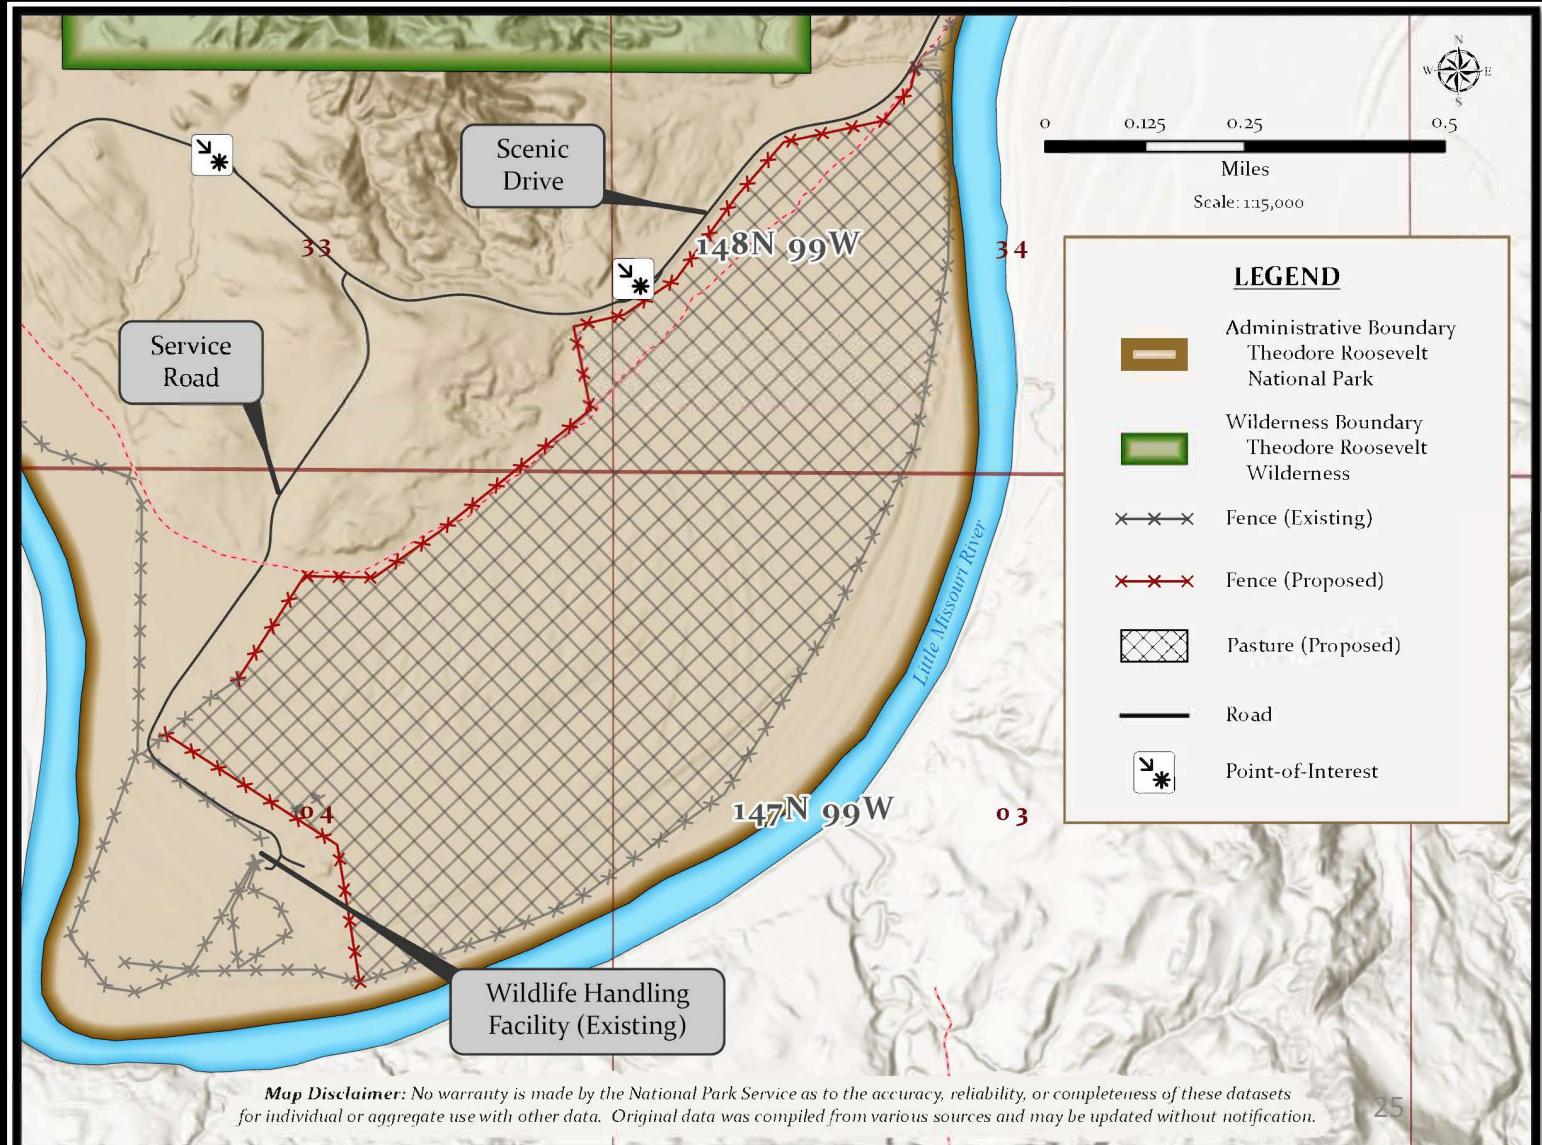 N
W E
S
0 0.125 0.25 0.5
Miles
Scale: 1:15,000
Scenic
Drive
33
148N 99W
34
Service
Road
LEGEND
Administrative Boundary
Theodore Roosevelt
National Park
Wilderness Boundary
Theodore Roosevelt
Wilderness
Fence (Existing)
Fence (Proposed)
Pasture (Proposed)
Road
Point-of-Interest
Little Missouri River
04
147N 99W
03
Wildlife Handling
Facility (Existing)
Map Disclaimer: No warranty is made by the National Park Service as to the accuracy, reliability, or completeness of these datasets
for individual or aggregate use with other data. Original data was compiled from various sources and may be updated without notification.
25